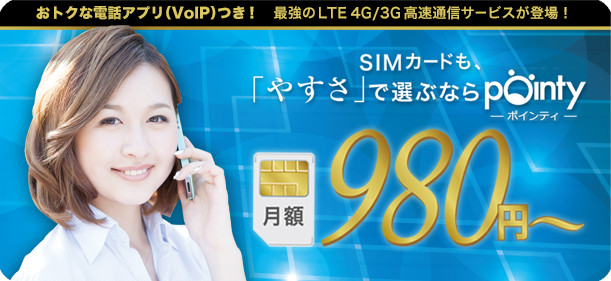 おトクな電話アプリ(VoIP)つき！ 最強のLTE 4G/3G高速通信サービスが登場！
SIMカードも、
「やすさ」で選ぶなら pointy
ポインティ
月額 980円～